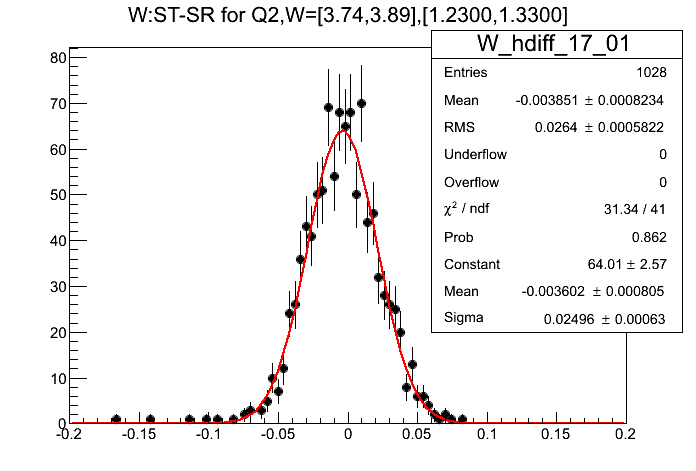 W:ST-SR for Q2,W=[3.74,3.89],[1.2300,1.3300]
W_hdiff_17_01
Entries 1028
Mean -0.003851 ± 0.0008234
RMS 0.0264 ± 0.0005822
Underflow 0
Overflow 0
χ² / ndf 31.34 / 41
Prob 0.862
Constant 64.01 ± 2.57
Mean -0.003602 ± 0.000805
Sigma 0.02496 ± 0.00063
80
70
60
50
40
30
20
10
0
-0.2 -0.15 -0.1 -0.05 0 0.05 0.1 0.15 0.2